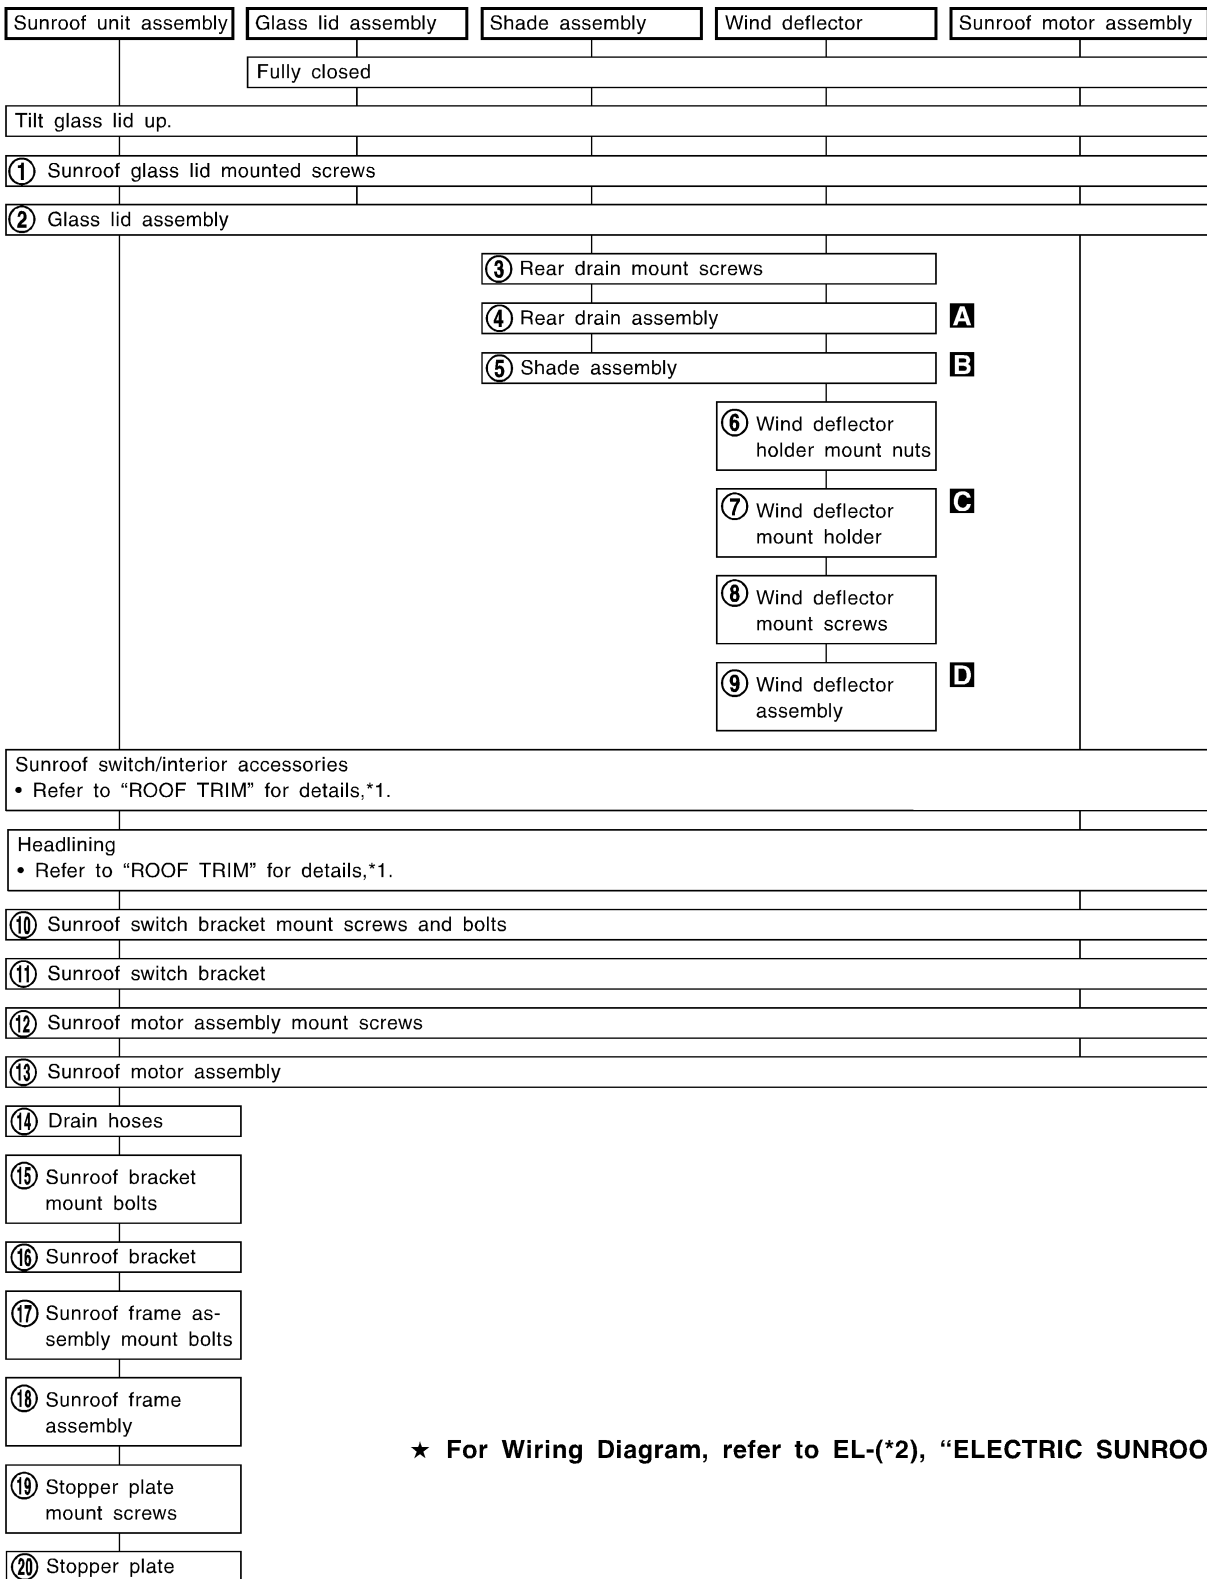 Sunroof unit assembly
Glass lid assembly
Shade assembly
Wind deflector
Sunroof motor assembly
Fully closed
Tilt glass lid up.
① Sunroof glass lid mounted screws
② Glass lid assembly
③ Rear drain mount screws
④ Rear drain assembly
A
⑤ Shade assembly
B
⑥ Wind deflector
holder mount nuts
⑦ Wind deflector
mount holder
C
⑧ Wind deflector
mount screws
⑨ Wind deflector
assembly
D
Sunroof switch/interior accessories
• Refer to “ROOF TRIM” for details,*1.
Headlining
• Refer to “ROOF TRIM” for details,*1.
⑩ Sunroof switch bracket mount screws and bolts
⑪ Sunroof switch bracket
⑫ Sunroof motor assembly mount screws
⑬ Sunroof motor assembly
⑭ Drain hoses
⑮ Sunroof bracket
mount bolts
⑯ Sunroof bracket
⑰ Sunroof frame as-
sembly mount bolts
⑱ Sunroof frame
assembly
★ For Wiring Diagram, refer to EL-(*2), “ELECTRIC SUNROO
⑲ Stopper plate
mount screws
⑳ Stopper plate